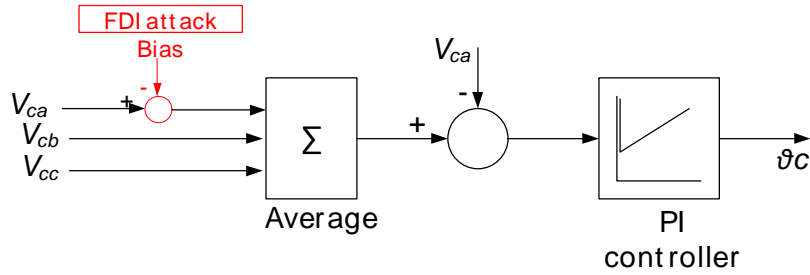 FDI attack
Bias
-
+
V_ca
V_cb
V_cc
Σ
Average
V_ca
-
+
PI
controller
ϑc